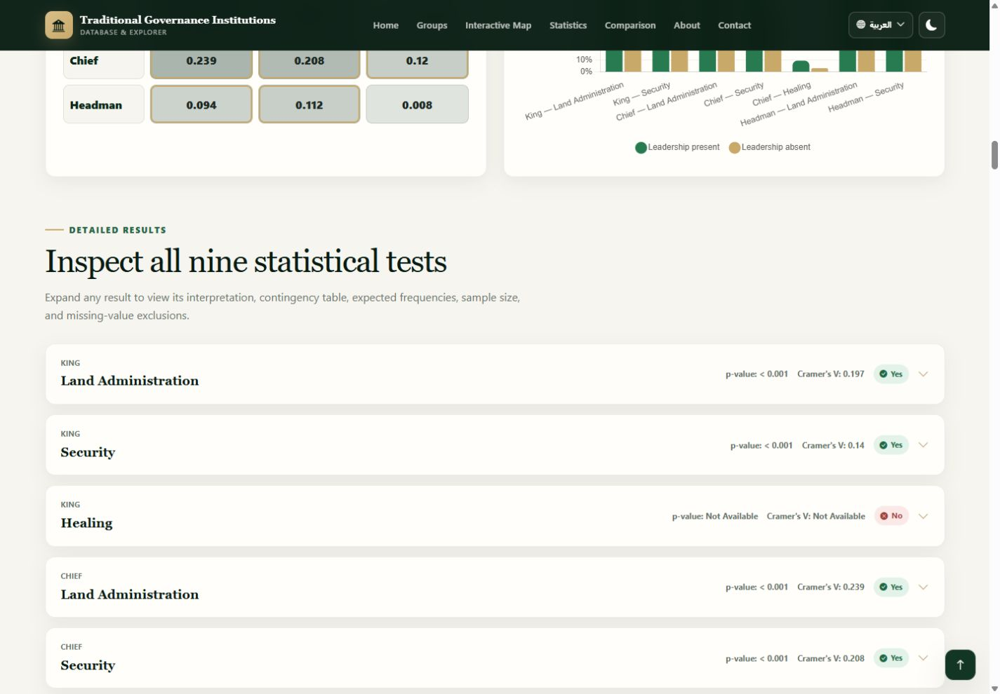 Traditional Governance Institutions
DATABASE & EXPLORER
Home
Groups
Interactive Map
Statistics
Comparison
About
Contact
العربية
Chief
0.239
0.208
0.12
Headman
0.094
0.112
0.008
10%
0%
King — Land Administration
King — Security
Chief — Land Administration
Chief — Security
Chief — Healing
Headman — Land Administration
Headman — Security
Leadership present
Leadership absent
DETAILED RESULTS
Inspect all nine statistical tests
Expand any result to view its interpretation, contingency table, expected frequencies, sample size,
and missing-value exclusions.
KING
Land Administration
p-value: < 0.001
Cramer's V: 0.197
Yes
KING
Security
p-value: < 0.001
Cramer's V: 0.14
Yes
KING
Healing
p-value: Not Available
Cramer's V: Not Available
No
CHIEF
Land Administration
p-value: < 0.001
Cramer's V: 0.239
Yes
CHIEF
Security
p-value: < 0.001
Cramer's V: 0.208
Yes